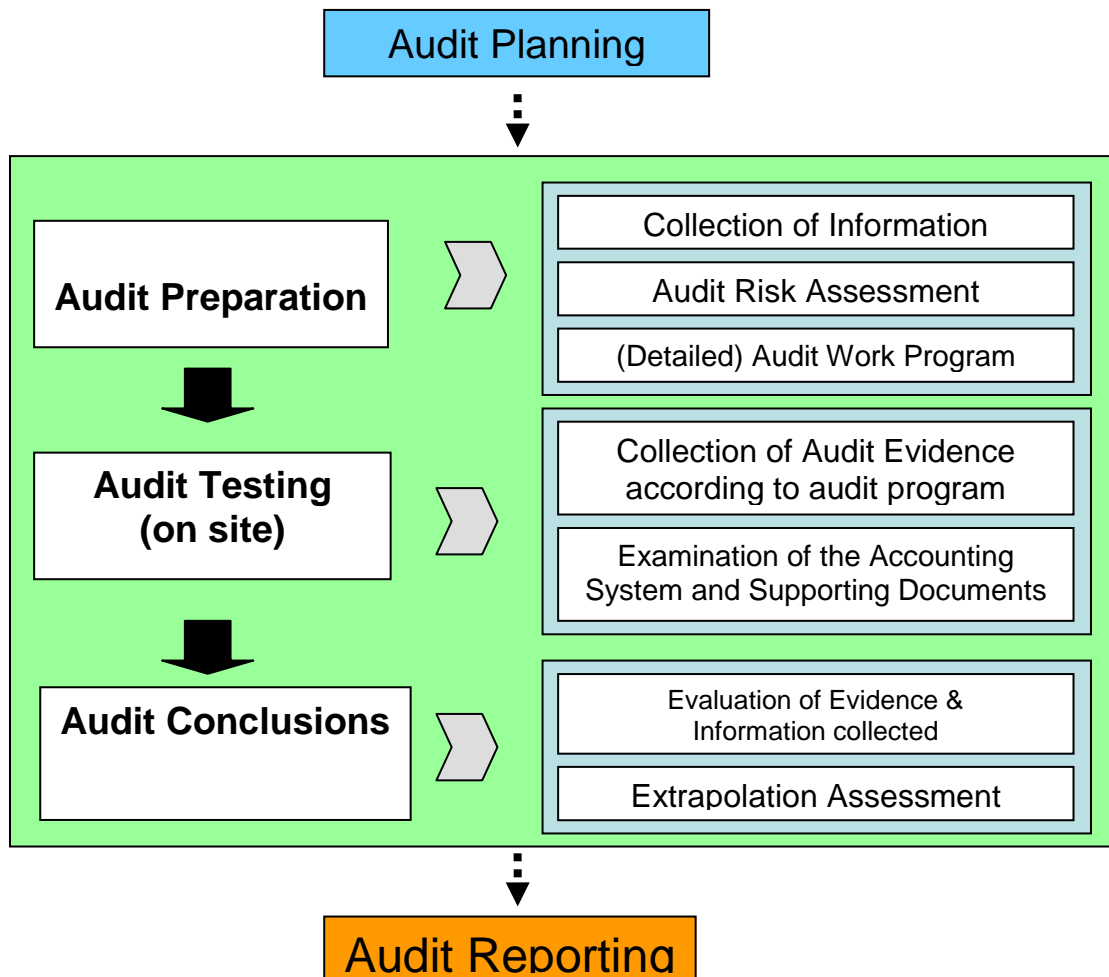 Audit Planning
Audit Preparation
Collection of Information
Audit Risk Assessment
(Detailed) Audit Work Program
Audit Testing
(on site)
Collection of Audit Evidence
according to audit program
Examination of the Accounting
System and Supporting Documents
Audit Conclusions
Evaluation of Evidence &
Information collected
Extrapolation Assessment
Audit Reporting